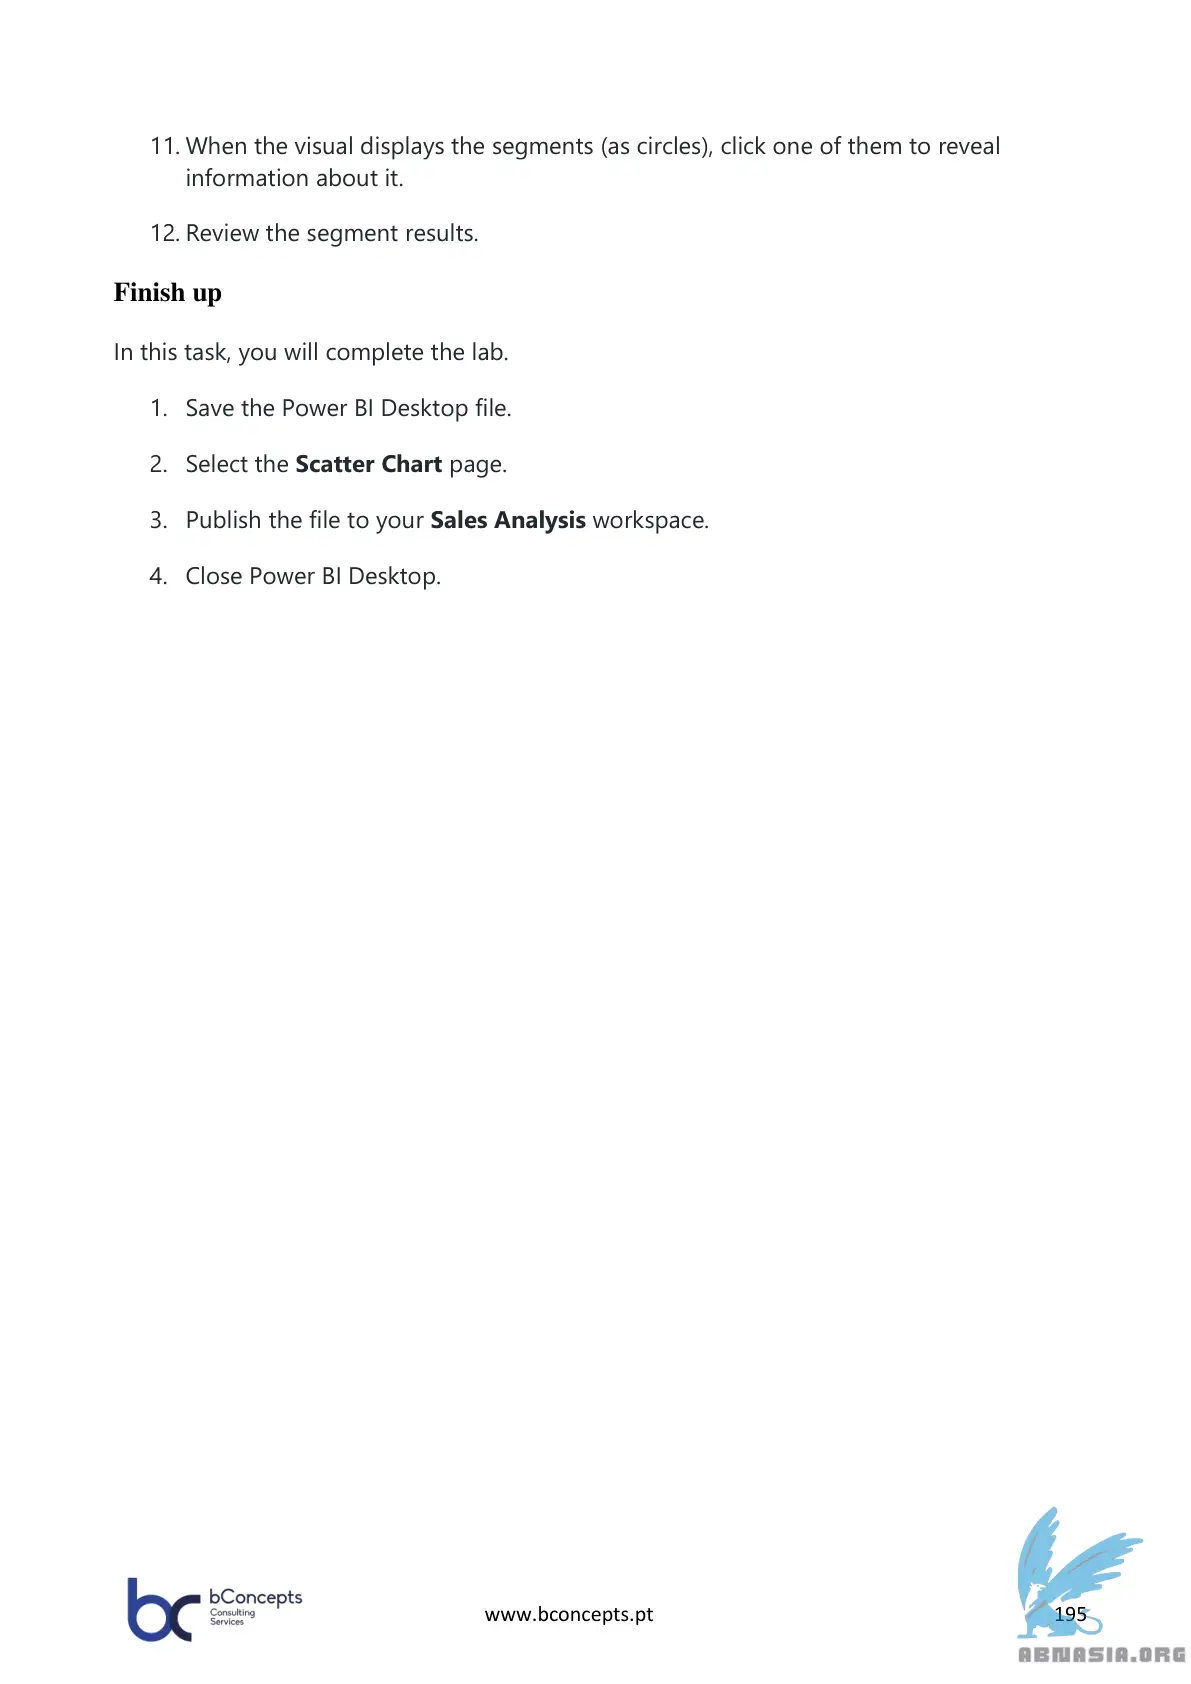 11. When the visual displays the segments (as circles), click one of them to reveal
information about it.
12. Review the segment results.
Finish up
In this task, you will complete the lab.
1. Save the Power BI Desktop file.
2. Select the Scatter Chart page.
3. Publish the file to your Sales Analysis workspace.
4. Close Power BI Desktop.
bc
bConcepts
Consulting
Services
www.bconcepts.pt
195
ABNASIA.ORG